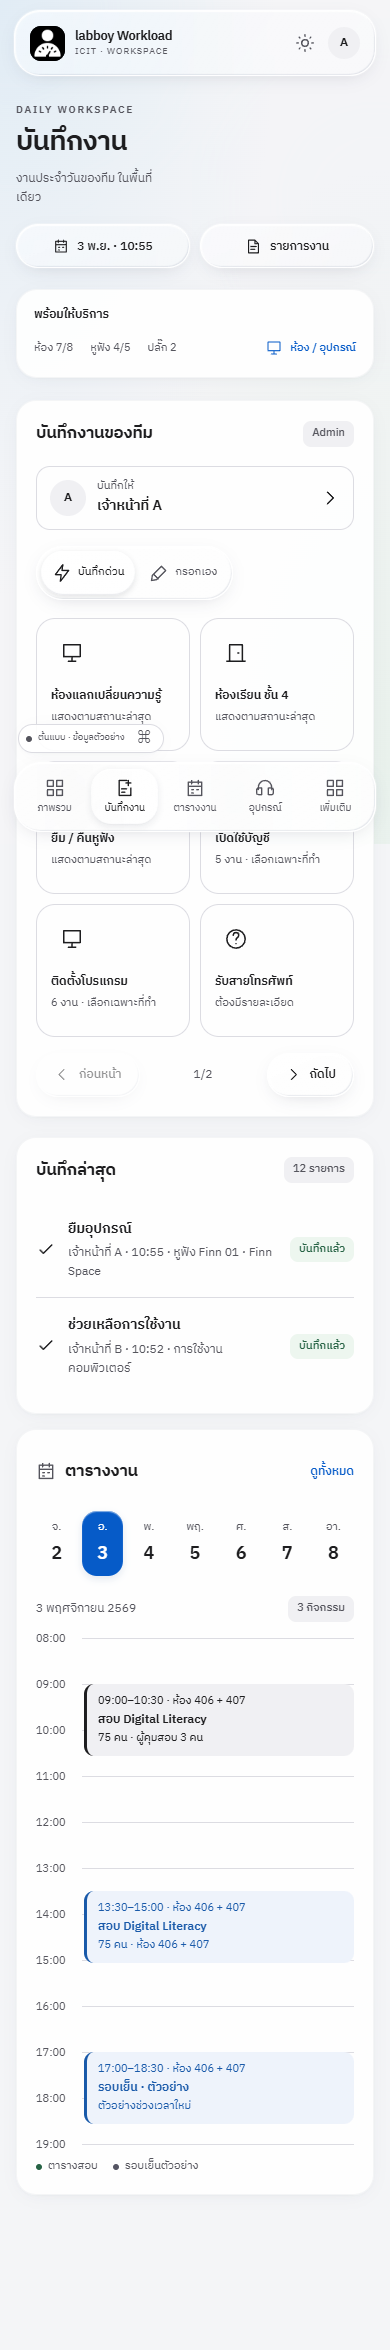 labboy Workload
ICIT · WORKSPACE
A
DAILY WORKSPACE
บันทึกงาน
งานประจำวันของทีม ในพื้นที่
เดียว
3 พ.ย. · 10:55
รายการงาน
พร้อมให้บริการ
ห้อง 7/8 หูฟัง 4/5 ปลั๊ก 2
ห้อง / อุปกรณ์
บันทึกงานของทีม
Admin
A
บันทึกให้
เจ้าหน้าที่ A
บันทึกด่วน
กรอกเอง
ห้องแลกเปลี่ยนความรู้
แสดงตามสถานะล่าสุด
ห้องเรียน ชั้น 4
แสดงตามสถานะล่าสุด
ต้นแบบ · ข้อมูลตัวอย่าง
ภาพรวม
บันทึกงาน
ตารางงาน
อุปกรณ์
เพิ่มเติม
ยืม / คืนหูฟัง
แสดงตามสถานะล่าสุด
เปิดใช้บัญชี
5 งาน · เลือกเฉพาะที่ทำ
ติดตั้งโปรแกรม
6 งาน · เลือกเฉพาะที่ทำ
รับสายโทรศัพท์
ต้องมีรายละเอียด
ก่อนหน้า
1/2
ถัดไป
บันทึกล่าสุด
12 รายการ
ยืมอุปกรณ์
เจ้าหน้าที่ A · 10:55 · หูฟัง Finn 01 · Finn
Space
บันทึกแล้ว
ช่วยเหลือการใช้งาน
เจ้าหน้าที่ B · 10:52 · การใช้งาน
คอมพิวเตอร์
บันทึกแล้ว
ตารางงาน
ดูทั้งหมด
จ. อ. พ. พฤ. ศ. ส. อา.
2 3 4 5 6 7 8
3 พฤศจิกายน 2569
3 กิจกรรม
08:00
09:00
09:00–10:30 · ห้อง 406 + 407
สอบ Digital Literacy
10:00
75 คน · ผู้คุมสอบ 3 คน
11:00
12:00
13:00
13:30–15:00 · ห้อง 406 + 407
14:00
สอบ Digital Literacy
75 คน · ห้อง 406 + 407
15:00
16:00
17:00
17:00–18:30 · ห้อง 406 + 407
รอบเย็น · ตัวอย่าง
18:00
ตัวอย่างช่วงเวลาใหม่
19:00
ตารางสอบ
รอบเย็นตัวอย่าง